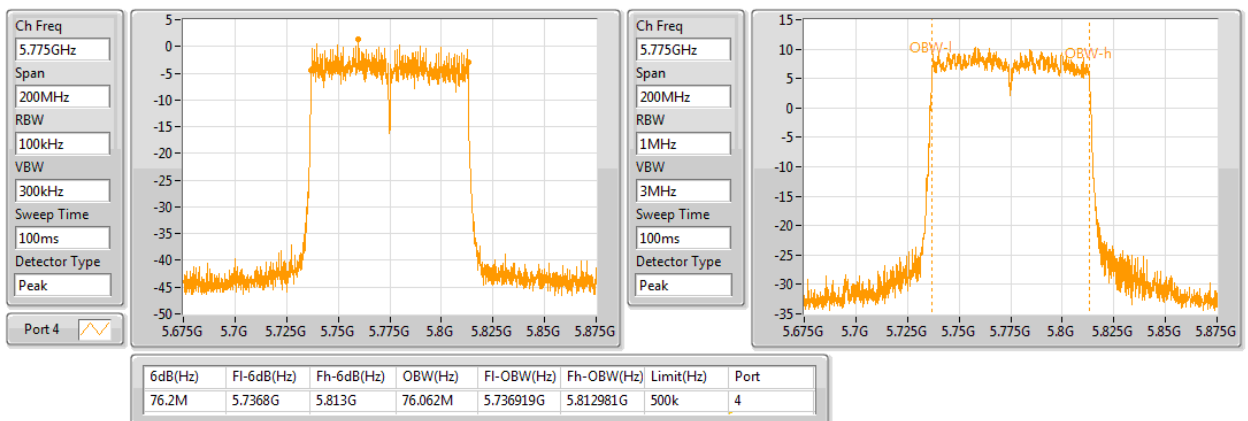 Ch Freq
5.775GHz
Span
200MHz
RBW
100kHz
VBW
300kHz
Sweep Time
100ms
Detector Type
Peak
Port 4
5
0
-5
-10
-15
-20
-25
-30
-35
-40
-45
-50
5.675G 5.7G 5.725G 5.75G 5.775G 5.8G 5.825G 5.85G 5.875G
Ch Freq
5.775GHz
Span
200MHz
RBW
1MHz
VBW
3MHz
Sweep Time
100ms
Detector Type
Peak
15
10
5
0
-5
-10
-15
-20
-25
-30
-35
OBW-l OBW-h
5.675G 5.7G 5.725G 5.75G 5.775G 5.8G 5.825G 5.85G 5.875G
6dB(Hz) Fl-6dB(Hz) Fh-6dB(Hz) OBW(Hz) Fl-OBW(Hz) Fh-OBW(Hz) Limit(Hz) Port
76.2M 5.7368G 5.813G 76.062M 5.736919G 5.812981G 500k 4